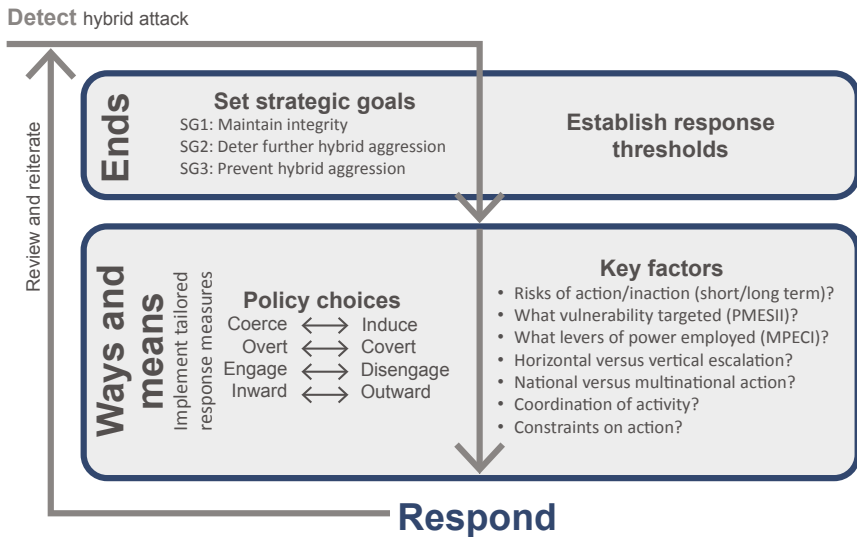 Detect hybrid attack
Review and reiterate
Ends
Set strategic goals
SG1: Maintain integrity
SG2: Deter further hybrid aggression
SG3: Prevent hybrid aggression
Establish response
thresholds
Ways and
means
Implement tailored
response measures
Policy choices
Coerce Induce
Overt Covert
Engage Disengage
Inward Outward
Key factors
• Risks of action/inaction (short/long term)?
• What vulnerability targeted (PMESII)?
• What levers of power employed (MPECI)?
• Horizontal versus vertical escalation?
• National versus multinational action?
• Coordination of activity?
• Constraints on action?
Respond